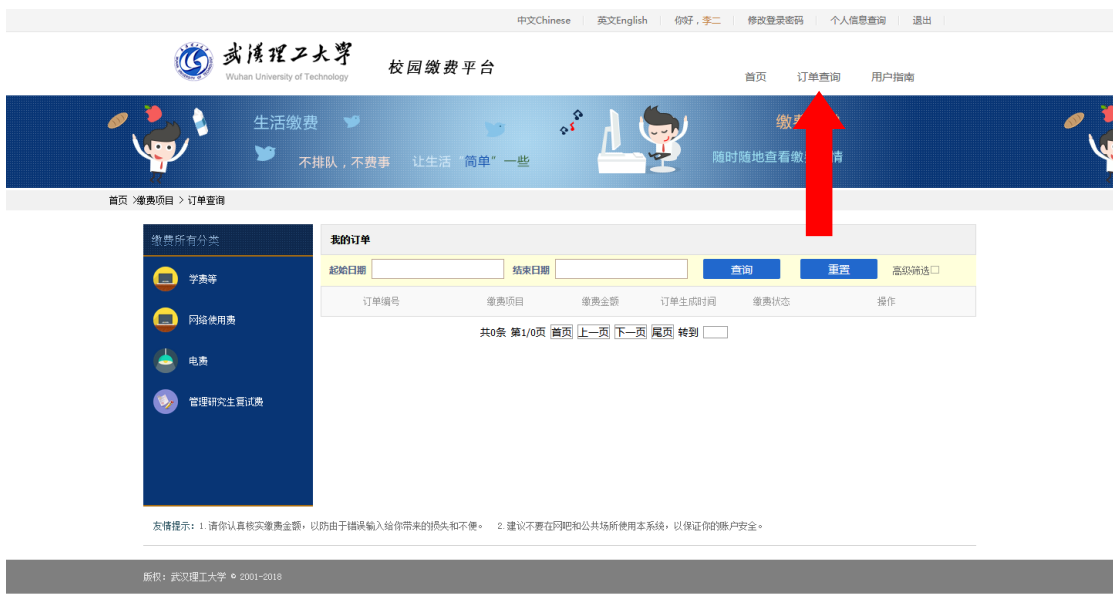 中文Chinese 英文English 你好，李二 修改登录密码 个人信息查询 退出
武汉理工大学
Wuhan University of Technology
校园缴费平台
首页 订单查询 用户指南
生活缴费
不排队，不费事 让生活“简单”一些
随时随地查看缴
首页 >缴费项目 > 订单查询
缴费所有分类
学费等
网络使用费
电费
管理研究生复试费
我的订单
起始日期 结束日期 查询 重置 高级筛选
订单编号 缴费项目 缴费金额 订单生成时间 缴费状态 操作
共0条 第1/0页 首页 上一页 下一页 尾页 转到
友情提示：1.请你认真核实缴费金额，以防由于错误输入给你带来的损失和不便。 2.建议不要在网吧和公共场所使用本系统，以保证你的账户安全。
版权：武汉理工大学 © 2001-2018